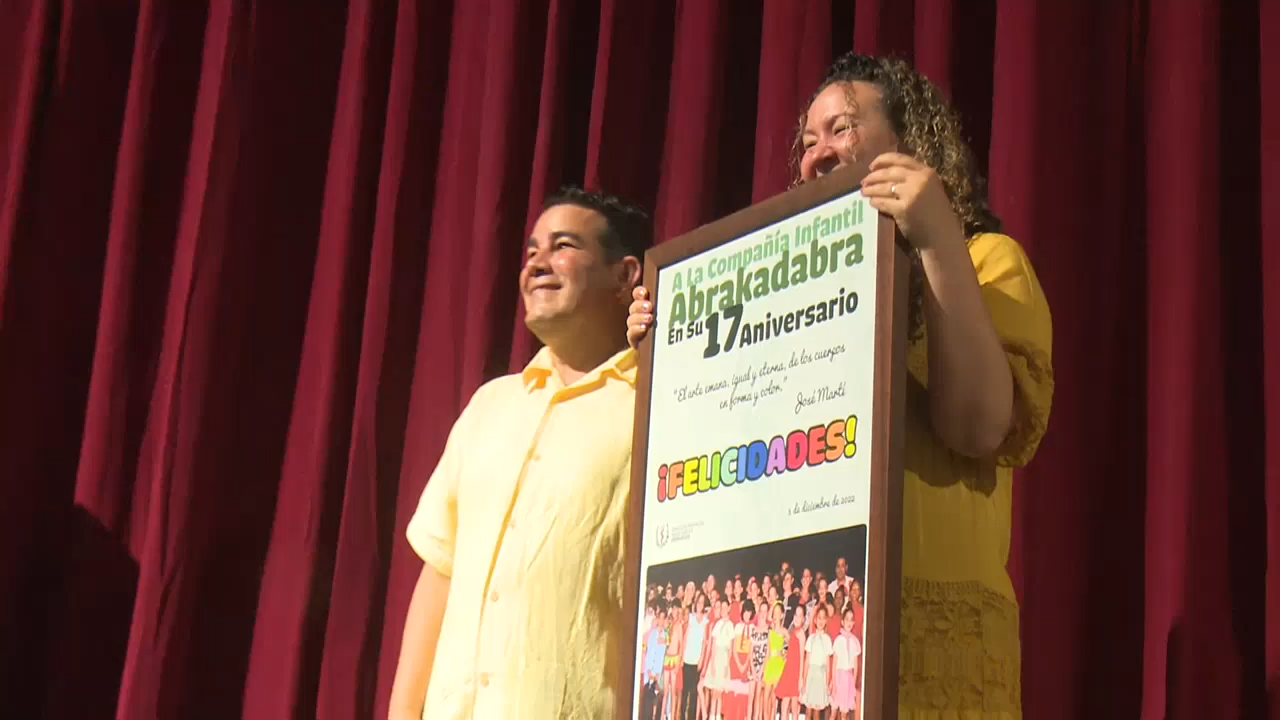 A La Compañía Infantil
Abrakadabra
En su 17 Aniversario
"El arte emana, igual y eterna, de los cuerpos
en forma y color."
José Martí
¡FELICIDADES!
de diciembre de 2022